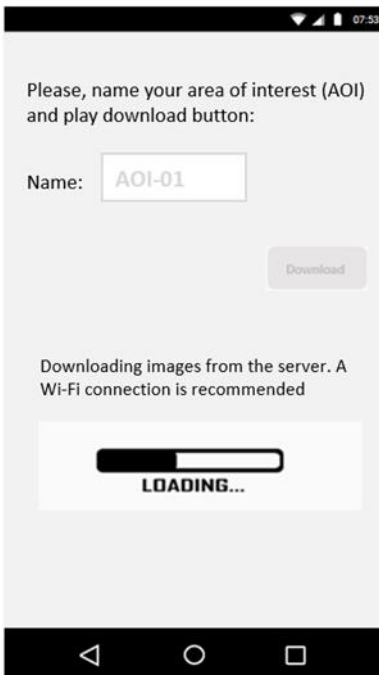 07:53
Please, name your area of interest (AOI)
and play download button:
Name: AOI-01
Download
Downloading images from the server. A
Wi-Fi connection is recommended
LOADING...